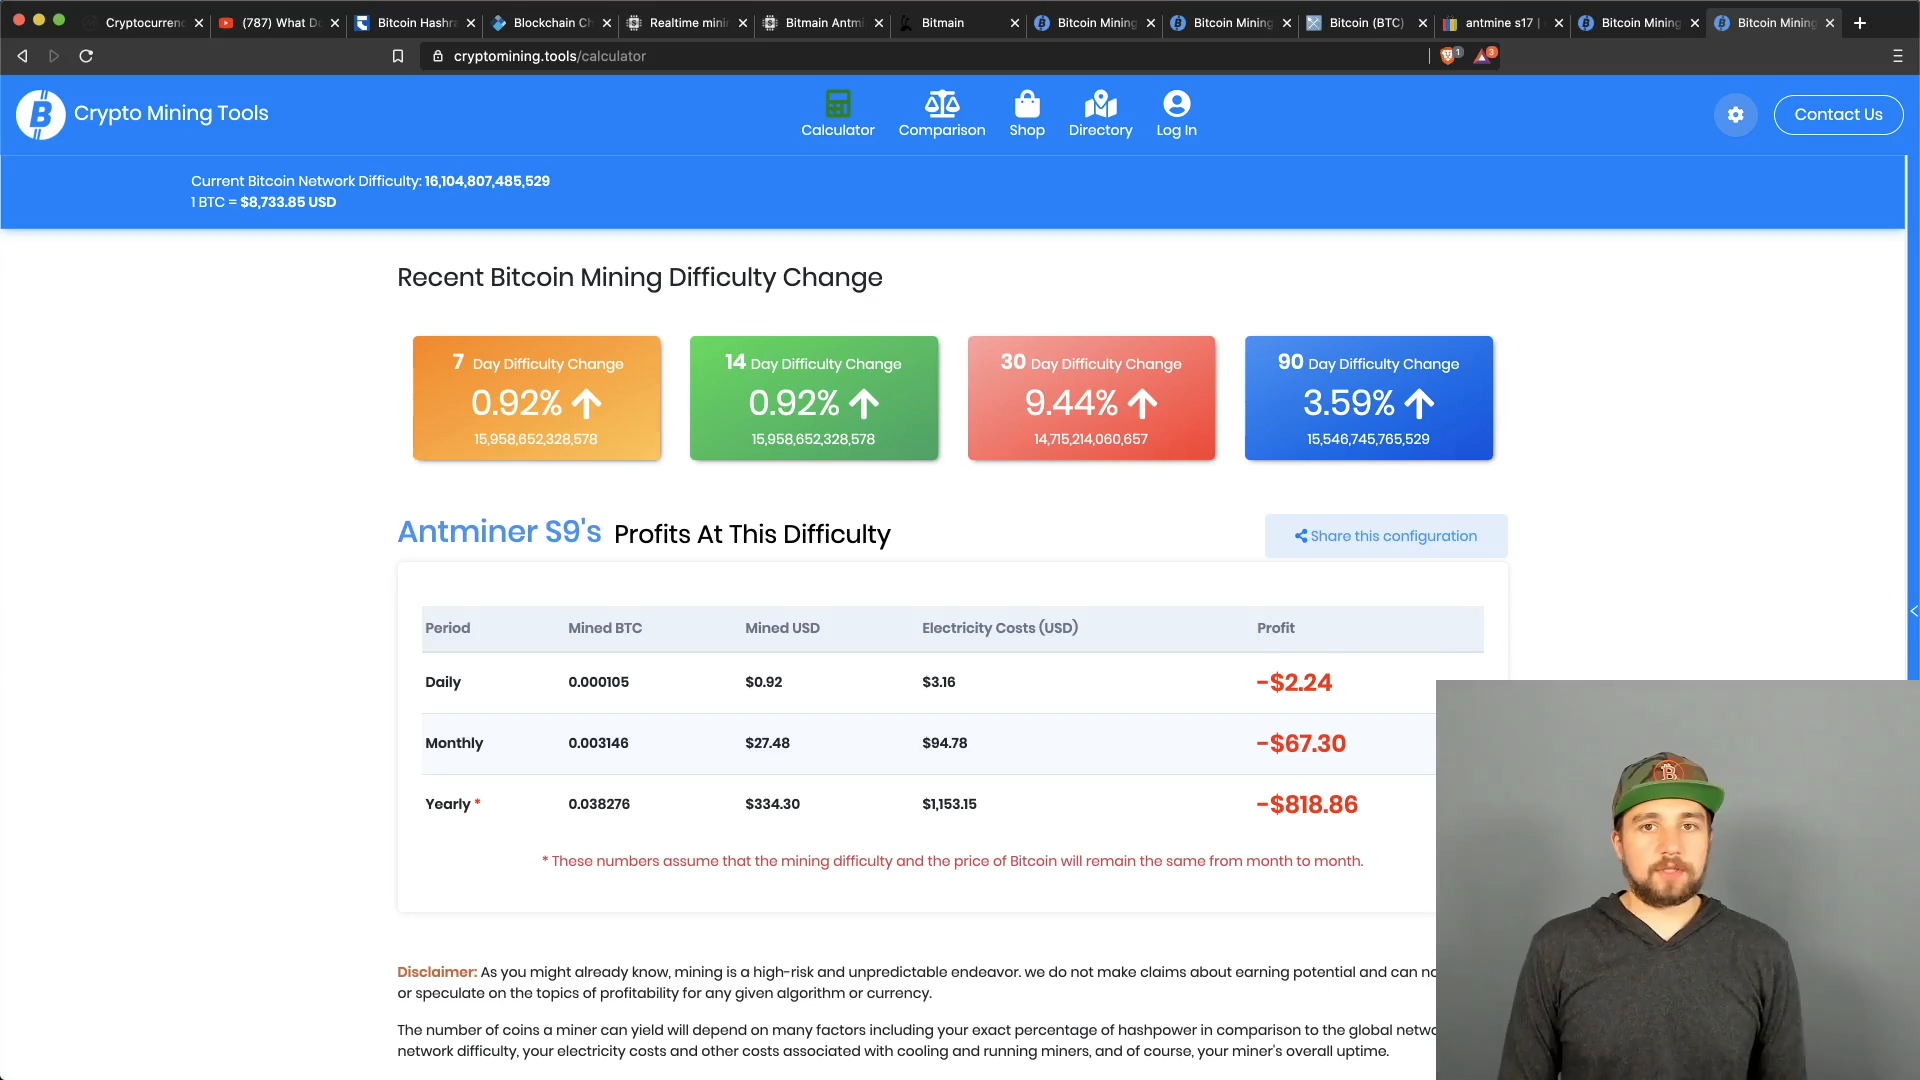 Cryptocurrenc
(787) What Do
Bitcoin Hashra
Blockchain Ch
Realtime minin
Bitmain Antmi
Bitmain
Bitcoin Mining
Bitcoin Mining
Bitcoin (BTC)
antmine s17 |
Bitcoin Mining
Bitcoin Mining
cryptomining.tools/calculator
1
3
Crypto Mining Tools
Calculator
Comparison
Shop
Directory
Log In
Contact Us
Current Bitcoin Network Difficulty: 16,104,807,485,529
1 BTC = $8,733.85 USD
Recent Bitcoin Mining Difficulty Change
7 Day Difficulty Change
0.92%
15,958,652,328,578
14 Day Difficulty Change
0.92%
15,958,652,328,578
30 Day Difficulty Change
9.44%
14,715,214,060,657
90 Day Difficulty Change
3.59%
15,546,745,765,529
Antminer S9's Profits At This Difficulty
Share this configuration
Period Mined BTC Mined USD Electricity Costs (USD) Profit
Daily 0.000105 $0.92 $3.16 -$2.24
Monthly 0.003146 $27.48 $94.78 -$67.30
Yearly * 0.038276 $334.30 $1,153.15 -$818.86
* These numbers assume that the mining difficulty and the price of Bitcoin will remain the same from month to month.
Disclaimer: As you might already know, mining is a high-risk and unpredictable endeavor. we do not make claims about earning potential and can no
or speculate on the topics of profitability for any given algorithm or currency.
The number of coins a miner can yield will depend on many factors including your exact percentage of hashpower in comparison to the global netwo
network difficulty, your electricity costs and other costs associated with cooling and running miners, and of course, your miner's overall uptime.